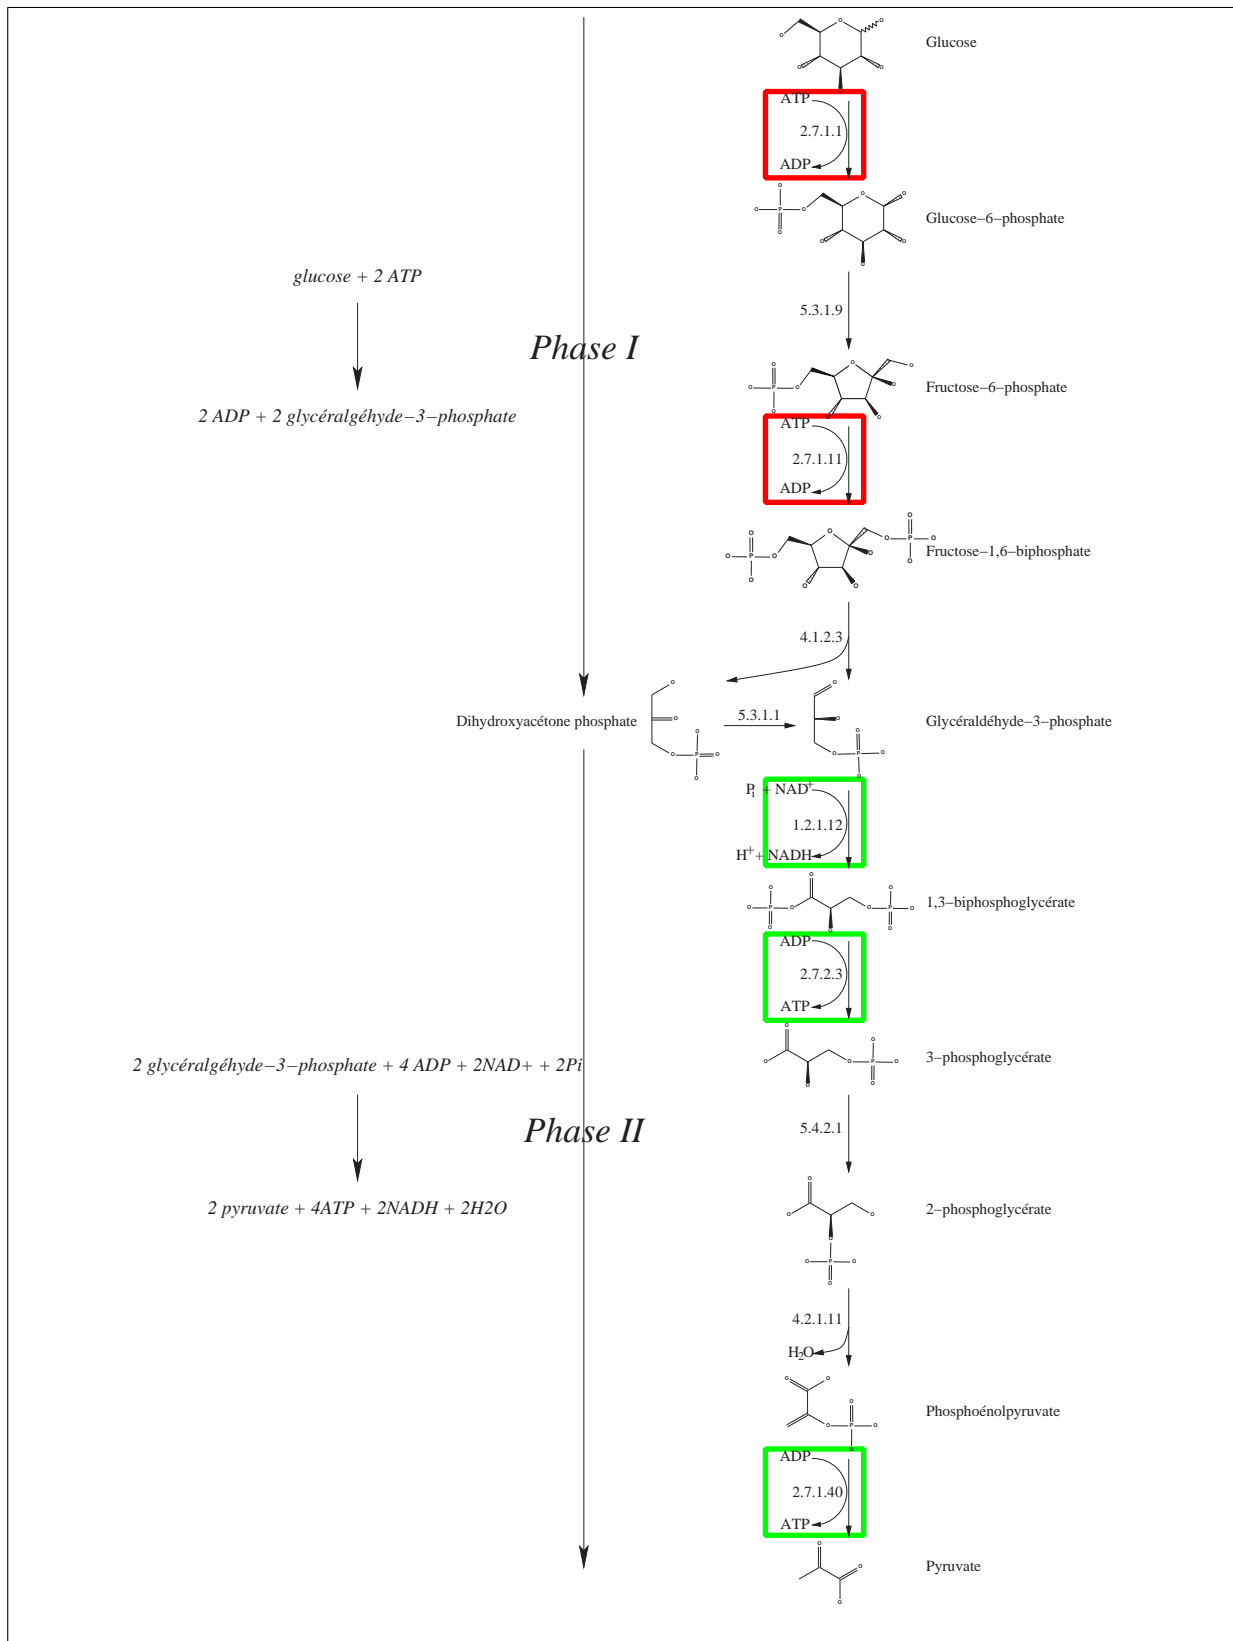 Glucose
ATP
2.7.1.1
ADP
Glucose−6−phosphate
glucose + 2 ATP
5.3.1.9
Phase I
Fructose−6−phosphate
2 ADP + 2 glycéralgéhyde−3−phosphate
ATP
2.7.1.11
ADP
Fructose−1,6−biphosphate
4.1.2.3
Dihydroxyacétone phosphate
5.3.1.1
Glycéraldéhyde−3−phosphate
Pi + NAD+
1.2.1.12
H+ + NADH
1,3−biphosphoglycérate
ADP
2.7.2.3
ATP
3−phosphoglycérate
2 glycéralgéhyde−3−phosphate + 4 ADP + 2NAD+ + 2Pi
Phase II
5.4.2.1
2 pyruvate + 4ATP + 2NADH + 2H2O
2−phosphoglycérate
4.2.1.11
H2O
Phosphoénolpyruvate
ADP
2.7.1.40
ATP
Pyruvate